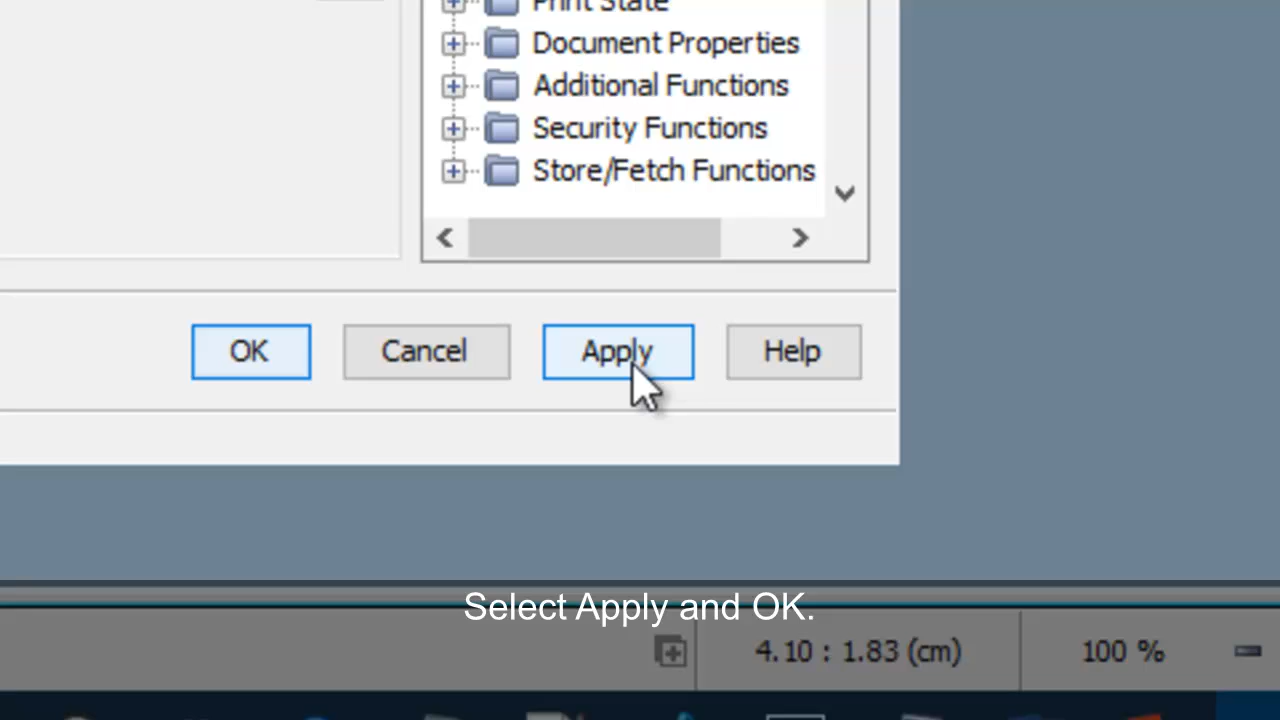 Print State
Document Properties
Additional Functions
Security Functions
Store/Fetch Functions
OK Cancel Apply Help
Select Apply and OK.
4.10 : 1.83 (cm) 100 %